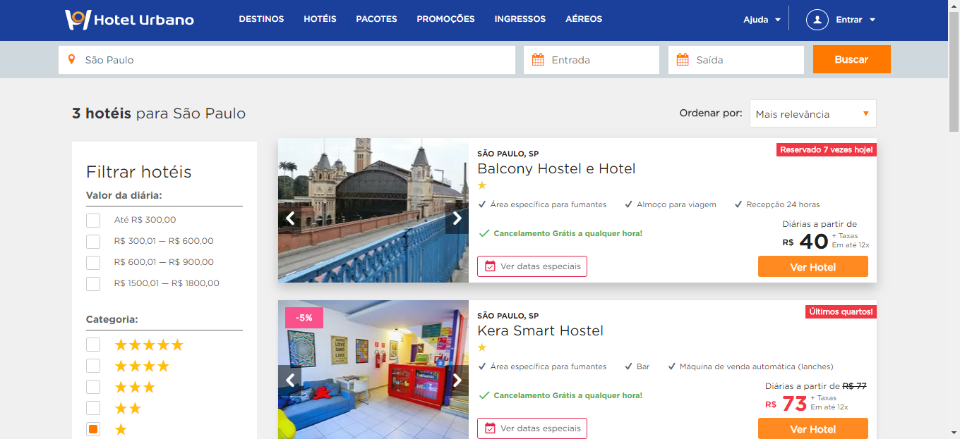 Hotel Urbano
DESTINOS HOTÉIS PACOTES PROMOÇÕES INGRESSOS AÉREOS
Ajuda Entrar
São Paulo
Entrada
Saída
Buscar
3 hotéis para São Paulo
Ordenar por: Mais relevância
Filtrar hotéis
Valor da diária:
Até R$ 300,00
R$ 300,01 — R$ 600,00
R$ 600,01 — R$ 900,00
R$ 1500,01 — R$ 1800,00
Categoria:
Reservado 7 vezes hoje!
SÃO PAULO, SP
Balcony Hostel e Hotel
Área específica para fumantes Almoço para viagem Recepção 24 horas
Cancelamento Grátis a qualquer hora!
Diárias a partir de
R$ 40 + Taxas
Em até 12x
Ver datas especiais
Ver Hotel
-5%
Últimos quartos!
SÃO PAULO, SP
Kera Smart Hostel
Área específica para fumantes Bar Máquina de venda automática (lanches)
Cancelamento Grátis a qualquer hora!
Diárias a partir de R$ 77
R$ 73 + Taxas
Em até 12x
Ver datas especiais
Ver Hotel